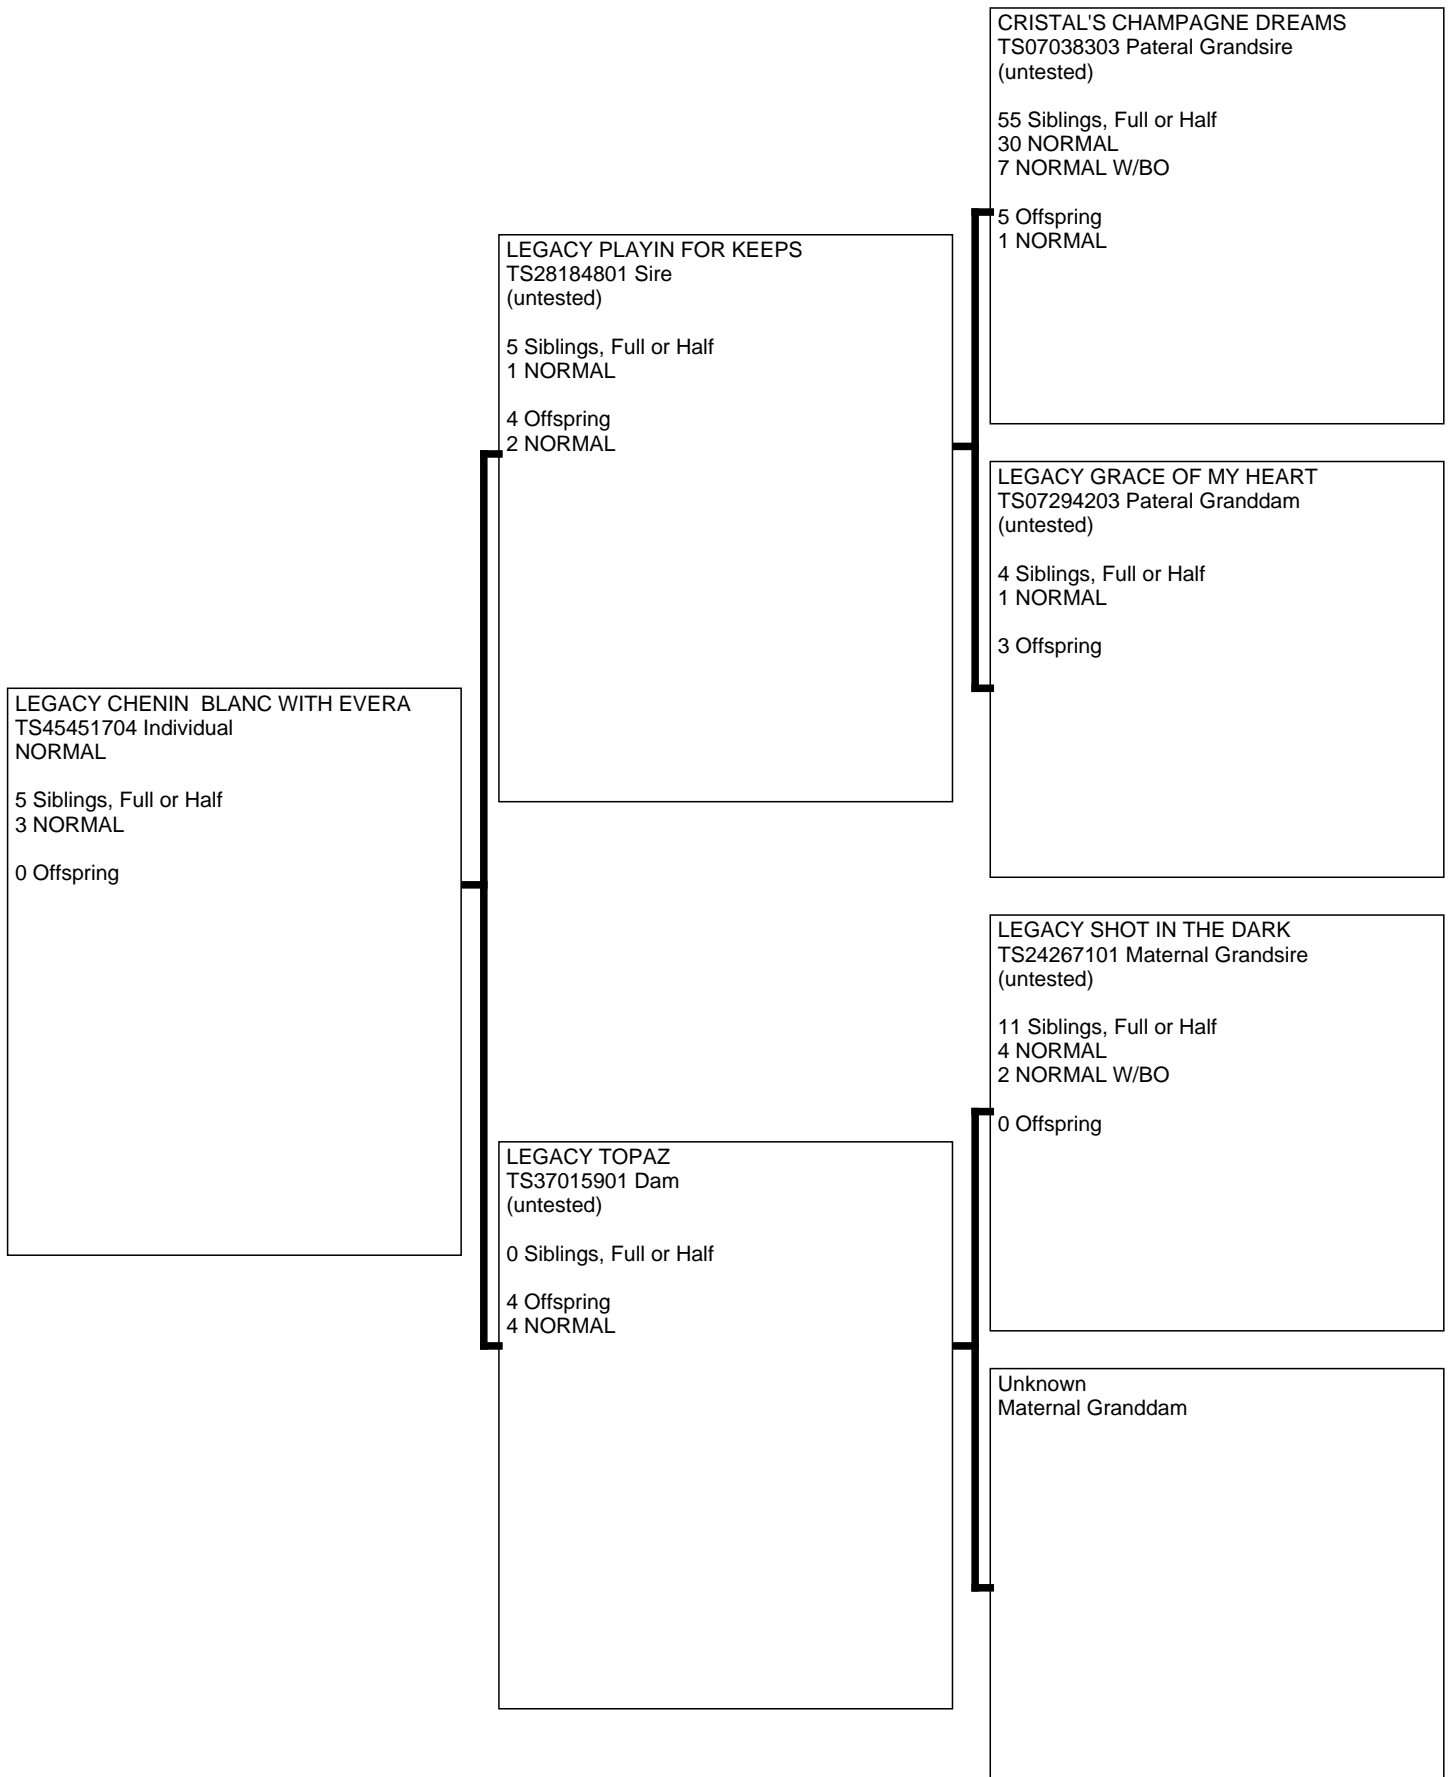 CRISTAL'S CHAMPAGNE DREAMS
TS07038303 Pateral Grandsire
(untested)
55 Siblings, Full or Half
30 NORMAL
7 NORMAL W/BO
5 Offspring
1 NORMAL
LEGACY PLAYIN FOR KEEPS
TS28184801 Sire
(untested)
5 Siblings, Full or Half
1 NORMAL
4 Offspring
2 NORMAL
LEGACY GRACE OF MY HEART
TS07294203 Pateral Granddam
(untested)
4 Siblings, Full or Half
1 NORMAL
3 Offspring
LEGACY CHENIN  BLANC WITH EVERA
TS45451704 Individual
NORMAL
5 Siblings, Full or Half
3 NORMAL
0 Offspring
LEGACY SHOT IN THE DARK
TS24267101 Maternal Grandsire
(untested)
11 Siblings, Full or Half
4 NORMAL
2 NORMAL W/BO
0 Offspring
LEGACY TOPAZ
TS37015901 Dam
(untested)
0 Siblings, Full or Half
4 Offspring
4 NORMAL
Unknown
Maternal Granddam